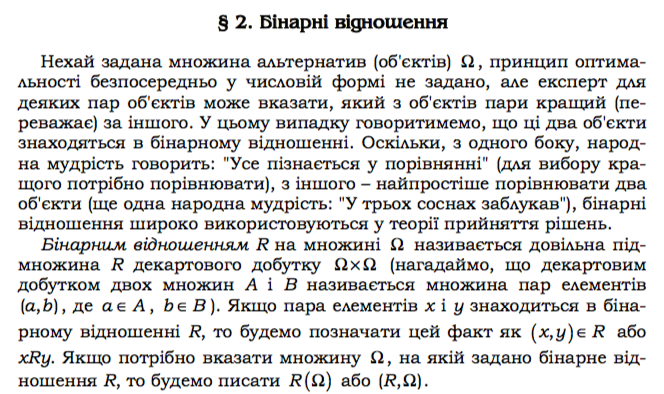 § 2. Бінарні відношення
Нехай задана множина альтернатив (об'єктів) Ω, принцип оптима-
льності безпосередньо у числовій формі не задано, але експерт для
деяких пар об'єктів може вказати, який з об'єктів пари кращий (пе-
реважає) за іншого. У цьому випадку говоритимемо, що ці два об'єкти
знаходяться в бінарному відношенні. Оскільки, з одного боку, народ-
на мудрість говорить: "Усе пізнається у порівнянні" (для вибору кра-
щого потрібно порівнювати), з іншого – найпростіше порівнювати два
об'єкти (ще одна народна мудрість: "У трьох соснах заблукав"), бінарні
відношення широко використовуються у теорії прийняття рішень.
Бінарним відношенням R на множині Ω називається довільна під-
множина R декартового добутку Ω×Ω (нагадаймо, що декартовим
добутком двох множин A і B називається множина пар елементів
(a,b), де a∈A, b∈B). Якщо пара елементів x і y знаходиться в біна-
рному відношенні R, то будемо позначати цей факт як (x,y)∈R або
xRy. Якщо потрібно вказати множину Ω, на якій задано бінарне від-
ношення R, то будемо писати R(Ω) або (R,Ω).